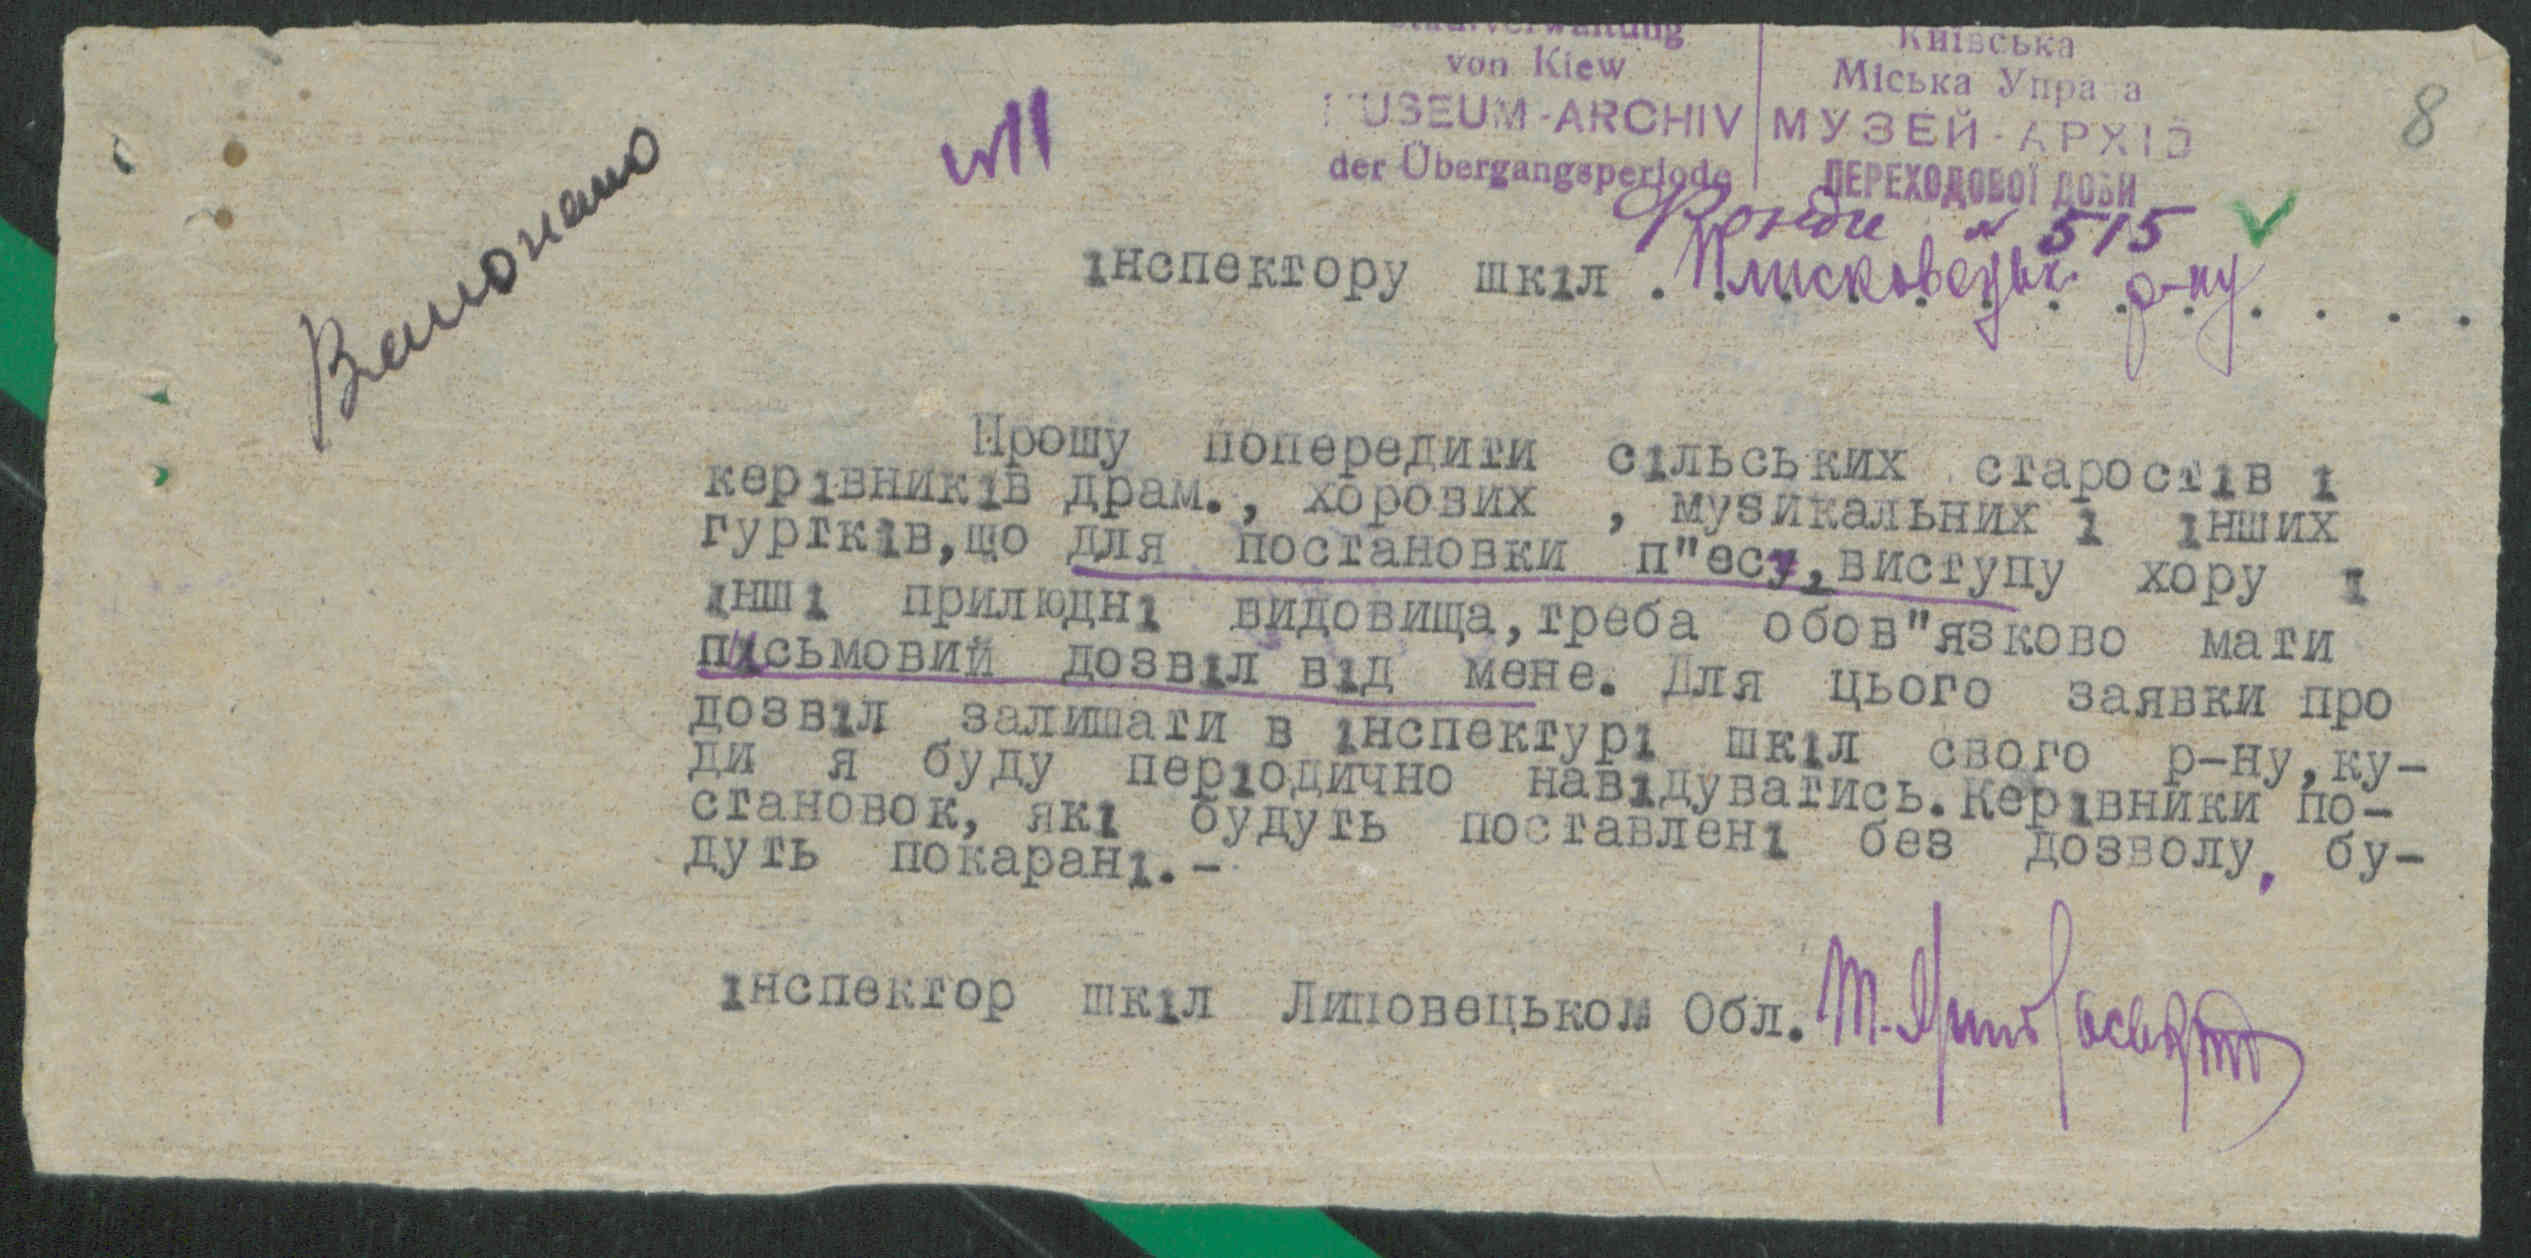 Stadtverwaltung
von Kiew
MUSEUM-ARCHIV
der Übergangsperiode
Київська
Міська Управа
МУЗЕЙ-АРХІВ
ПЕРЕХОДОВОЇ ДОБИ
8
Виконано
Фонд № 515
інспектору шкіл . Плисковецьк. р-ну . . . .
Прошу попередити сільських старостів і
керівників драм., хорових , музикальних і інших
гуртків,що для постановки п"есу,виступу хору і
інші прилюдні видовища,треба обов"язково мати
письмовий дозвіл від мене. Для цього заявки про
дозвіл залишати в інспектурі шкіл свого р-ну,ку-
ди я буду періодично навідуватись.Керівники по-
становок, які будуть поставлені без дозволу, бу-
дуть покарані.-
інспектор шкіл Липовецької Обл.